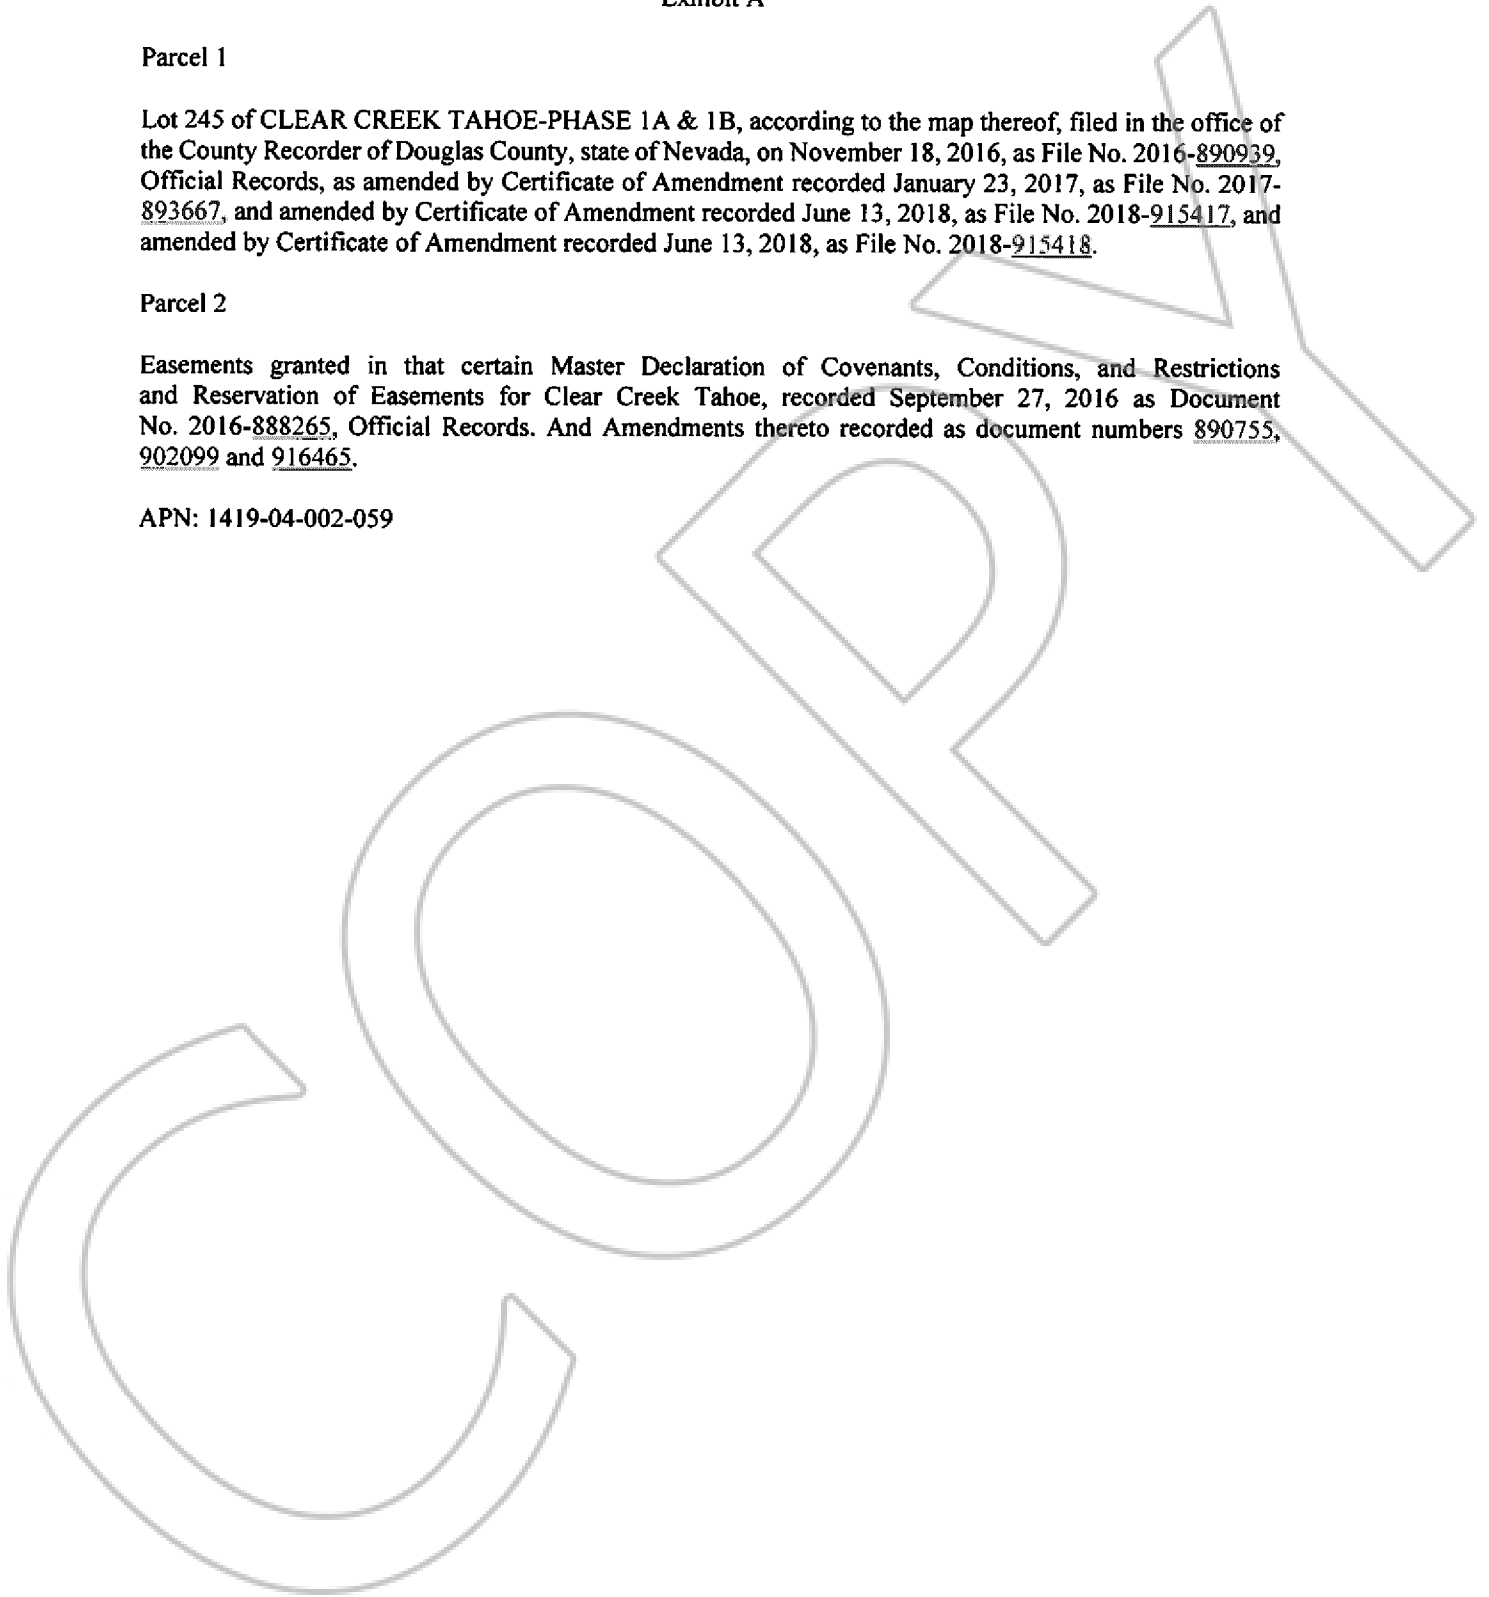 Exhibit A
Parcel 1
Lot 245 of CLEAR CREEK TAHOE-PHASE 1A & 1B, according to the map thereof, filed in the office of
the County Recorder of Douglas County, state of Nevada, on November 18, 2016, as File No. 2016-890939,
Official Records, as amended by Certificate of Amendment recorded January 23, 2017, as File No. 2017-
893667, and amended by Certificate of Amendment recorded June 13, 2018, as File No. 2018-915417, and
amended by Certificate of Amendment recorded June 13, 2018, as File No. 2018-915418.
Parcel 2
Easements granted in that certain Master Declaration of Covenants, Conditions, and Restrictions
and Reservation of Easements for Clear Creek Tahoe, recorded September 27, 2016 as Document
No. 2016-888265, Official Records. And Amendments thereto recorded as document numbers 890755,
902099 and 916465.
APN: 1419-04-002-059
COPY